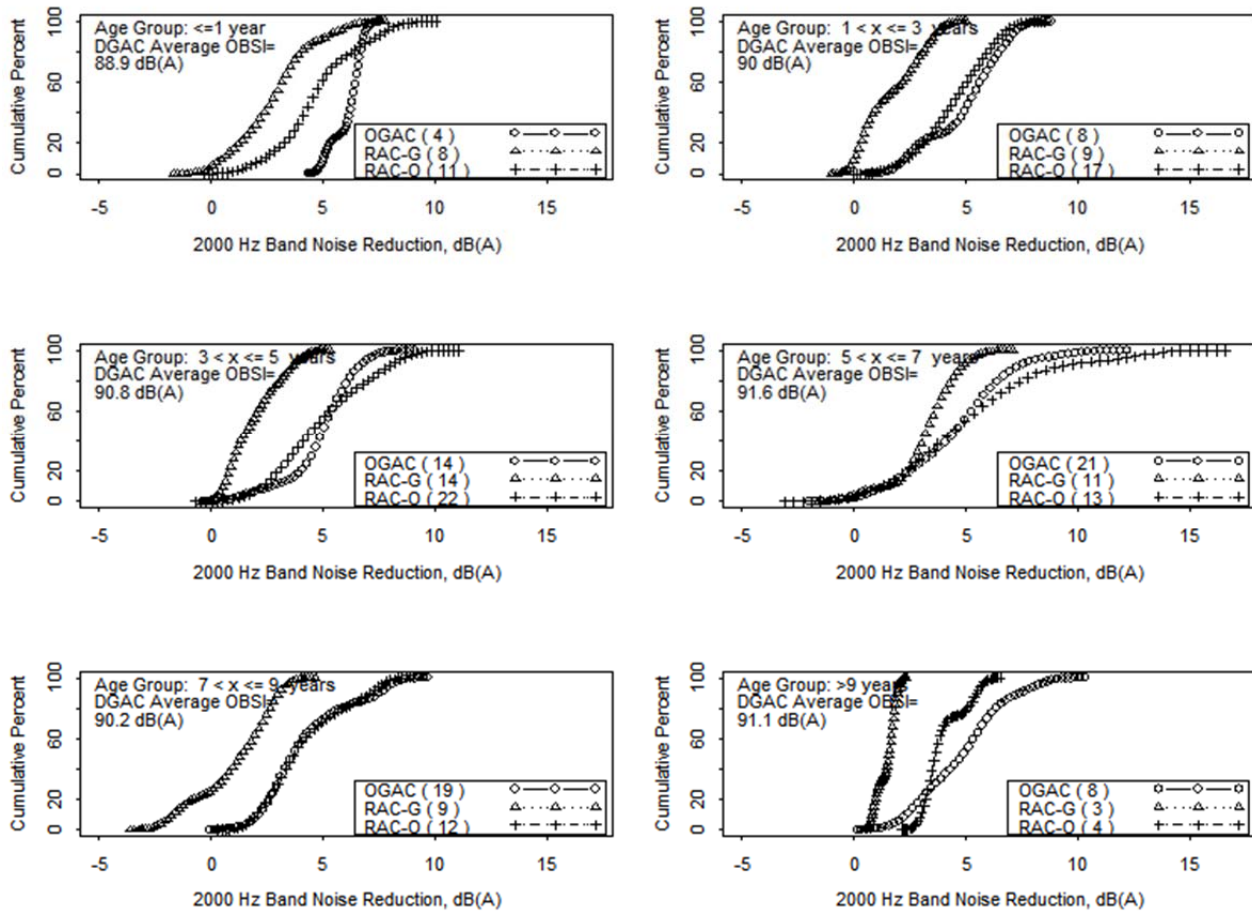 Cumulative Percent
0 20 60 100
Age Group: <=1 year
DGAC Average OBSI=
88.9 dB(A)
OGAC ( 4 )
RAC-G ( 8 )
RAC-O ( 11 )
-5 0 5 10 15
2000 Hz Band Noise Reduction, dB(A)
Cumulative Percent
0 20 60 100
Age Group: 1 < x <= 3 years
DGAC Average OBSI=
90 dB(A)
OGAC ( 8 )
RAC-G ( 9 )
RAC-O ( 17 )
-5 0 5 10 15
2000 Hz Band Noise Reduction, dB(A)
Cumulative Percent
0 20 60 100
Age Group: 3 < x <= 5 years
DGAC Average OBSI=
90.8 dB(A)
OGAC ( 14 )
RAC-G ( 14 )
RAC-O ( 22 )
-5 0 5 10 15
2000 Hz Band Noise Reduction, dB(A)
Cumulative Percent
0 20 60 100
Age Group: 5 < x <= 7 years
DGAC Average OBSI=
91.6 dB(A)
OGAC ( 21 )
RAC-G ( 11 )
RAC-O ( 13 )
-5 0 5 10 15
2000 Hz Band Noise Reduction, dB(A)
Cumulative Percent
0 20 60 100
Age Group: 7 < x <= 9 years
DGAC Average OBSI=
90.2 dB(A)
OGAC ( 19 )
RAC-G ( 9 )
RAC-O ( 12 )
-5 0 5 10 15
2000 Hz Band Noise Reduction, dB(A)
Cumulative Percent
0 20 60 100
Age Group: >9 years
DGAC Average OBSI=
91.1 dB(A)
OGAC ( 8 )
RAC-G ( 3 )
RAC-O ( 4 )
-5 0 5 10 15
2000 Hz Band Noise Reduction, dB(A)